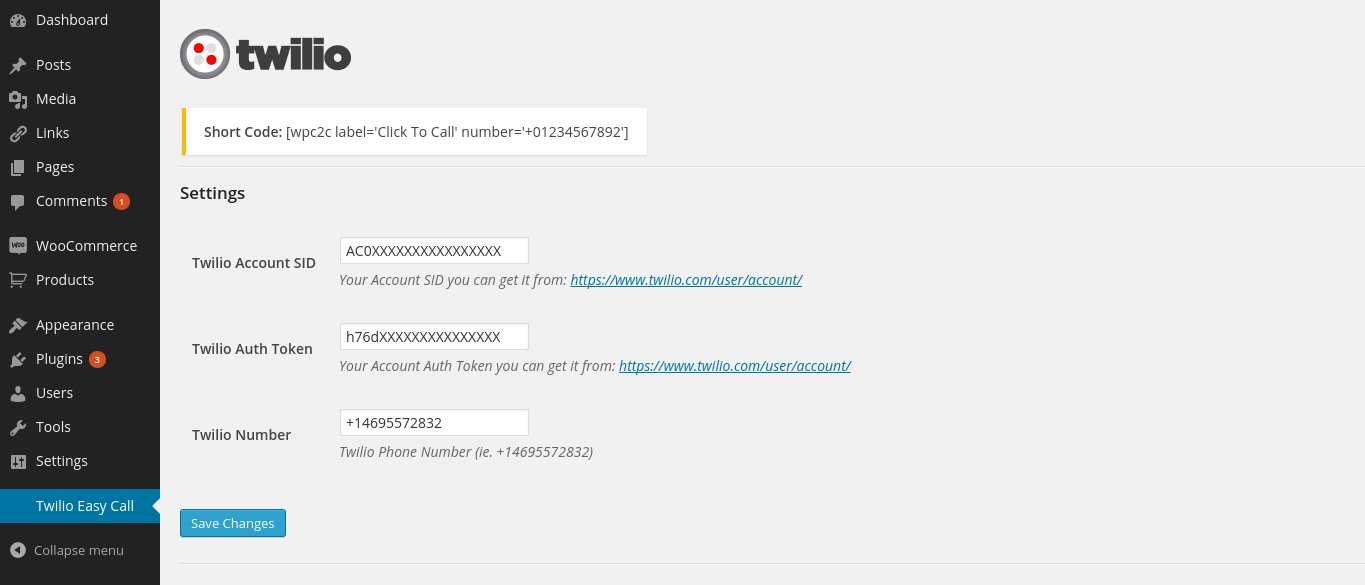 Dashboard
Posts
Media
Links
Pages
Comments 1
WooCommerce
Products
Appearance
Plugins 3
Users
Tools
Settings
Twilio Easy Call
Collapse menu
twilio
Short Code: [wpc2c label='Click To Call' number='+01234567892']
Settings
Twilio Account SID
AC0XXXXXXXXXXXXXXXX
Your Account SID you can get it from: https://www.twilio.com/user/account/
Twilio Auth Token
h76dXXXXXXXXXXXXXXX
Your Account Auth Token you can get it from: https://www.twilio.com/user/account/
Twilio Number
+14695572832
Twilio Phone Number (ie. +14695572832)
Save Changes